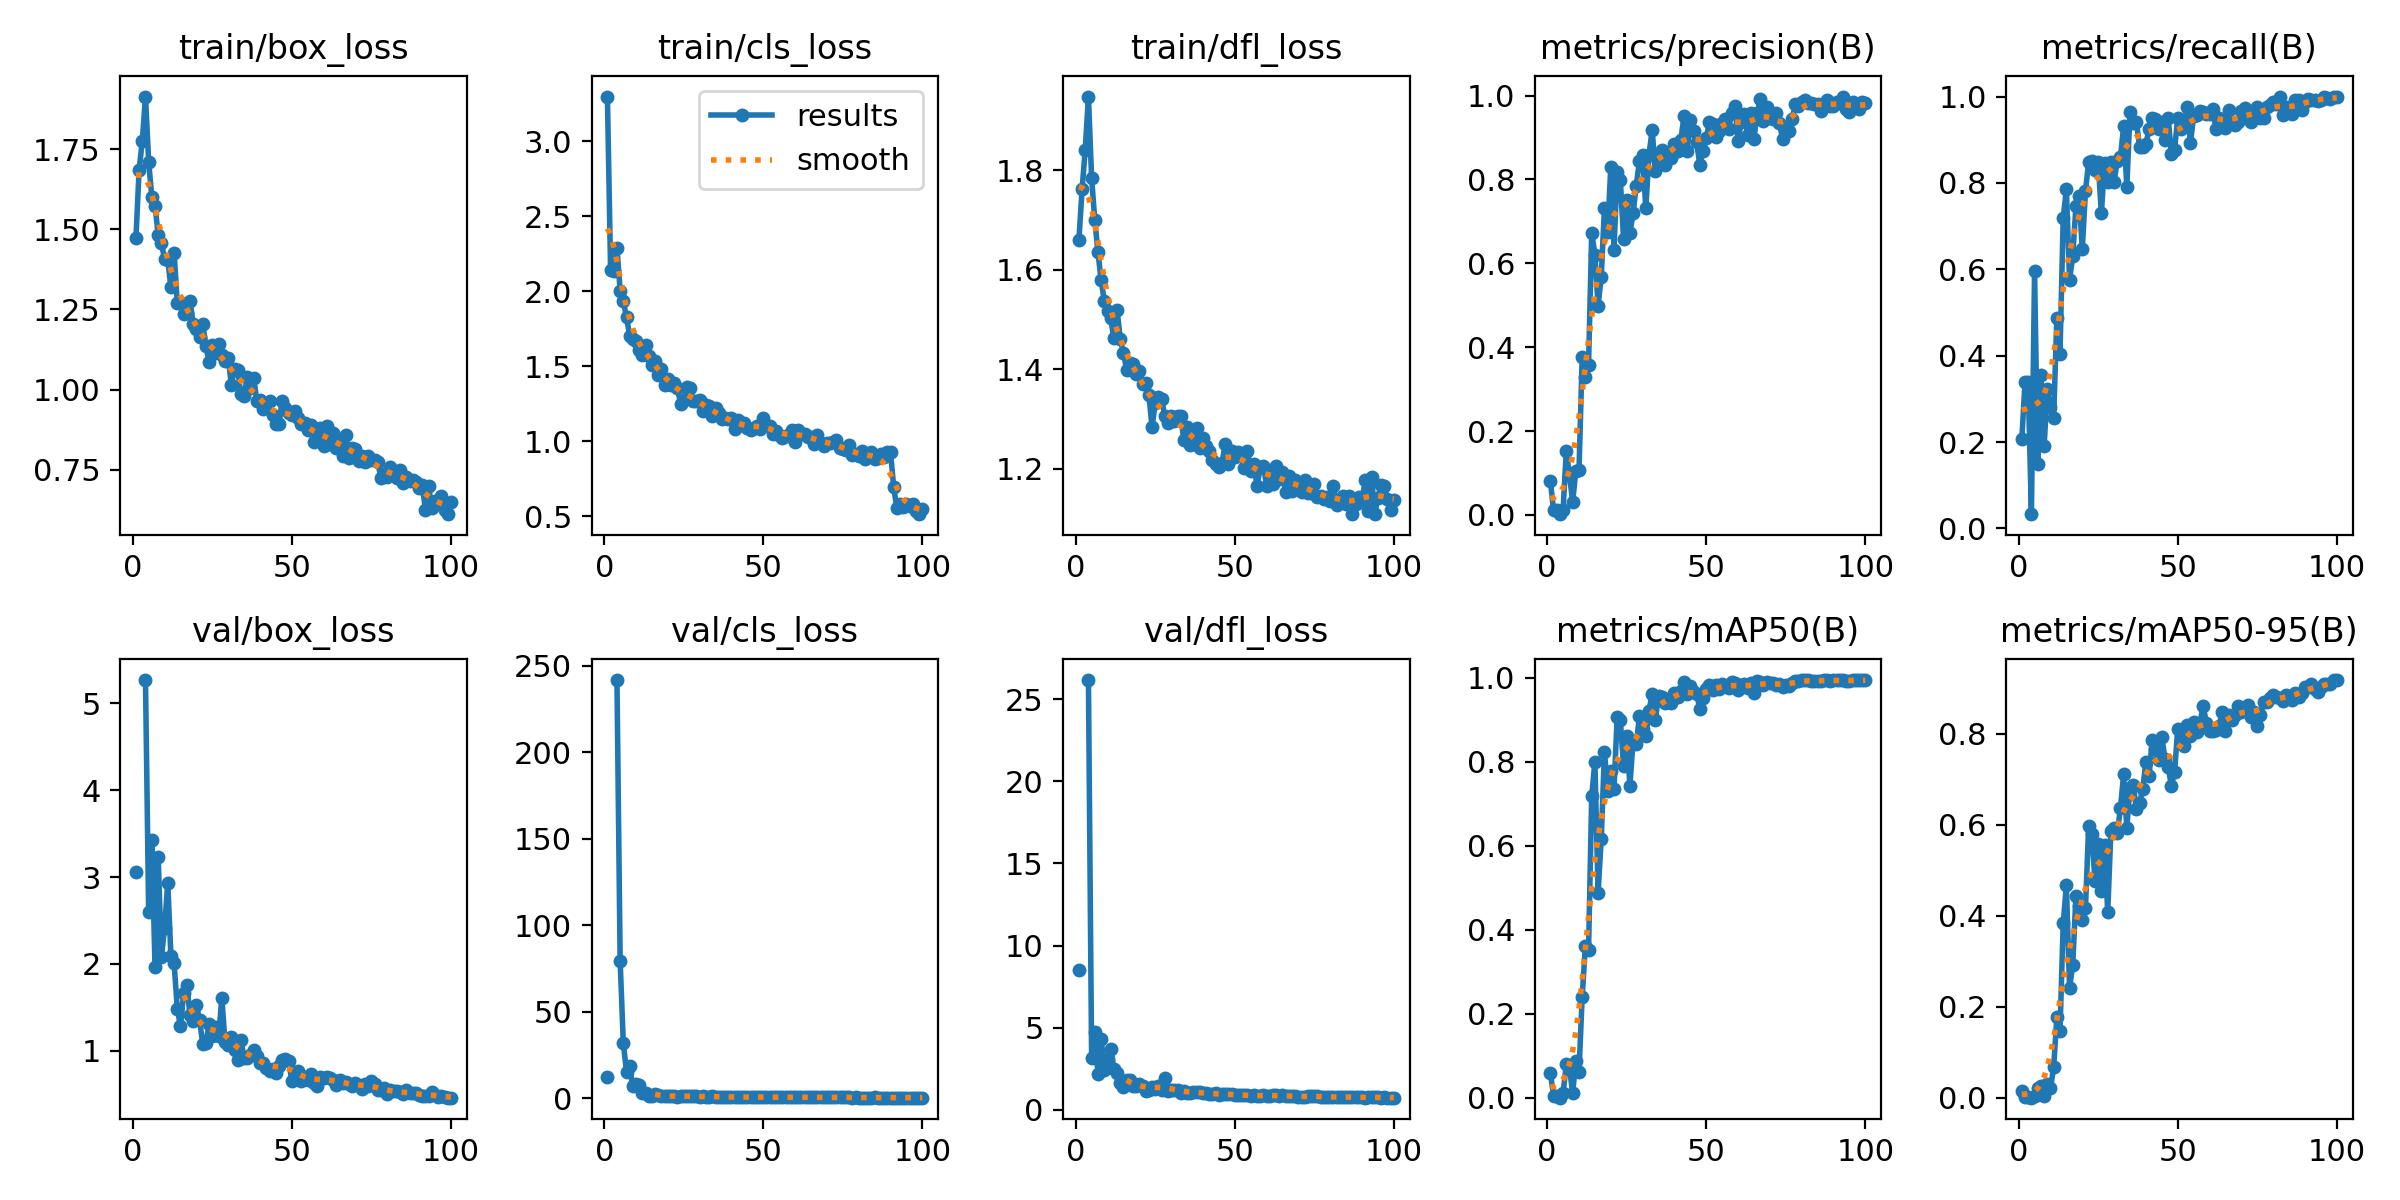 train/box_loss
1.75
1.50
1.25
1.00
0.75
0 50 100
train/cls_loss
results
smooth
3.0
2.5
2.0
1.5
1.0
0.5
0 50 100
train/dfl_loss
1.8
1.6
1.4
1.2
0 50 100
metrics/precision(B)
1.0
0.8
0.6
0.4
0.2
0.0
0 50 100
metrics/recall(B)
1.0
0.8
0.6
0.4
0.2
0.0
0 50 100
val/box_loss
5
4
3
2
1
0 50 100
val/cls_loss
250
200
150
100
50
0
0 50 100
val/dfl_loss
25
20
15
10
5
0
0 50 100
metrics/mAP50(B)
1.0
0.8
0.6
0.4
0.2
0.0
0 50 100
metrics/mAP50-95(B)
0.8
0.6
0.4
0.2
0.0
0 50 100